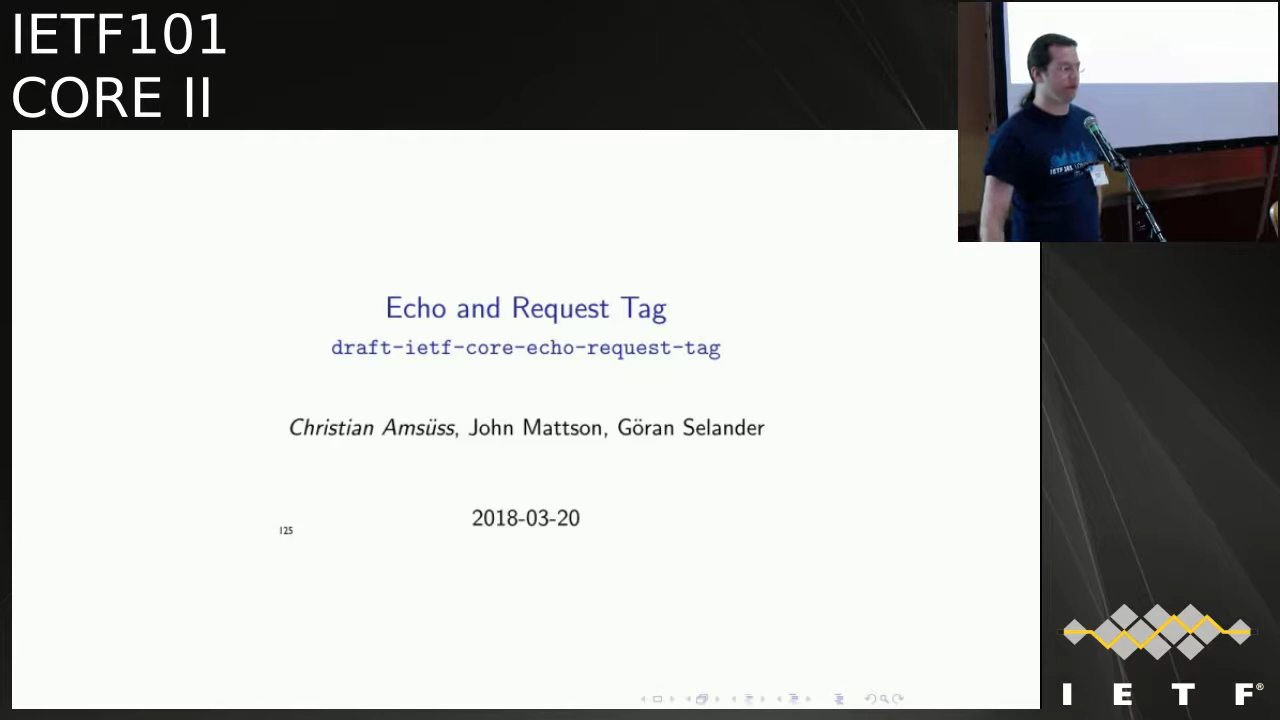 IETF101
CORE II
Echo and Request Tag
draft-ietf-core-echo-request-tag
Christian Amsüss, John Mattson, Göran Selander
2018-03-20
125
I E T F®